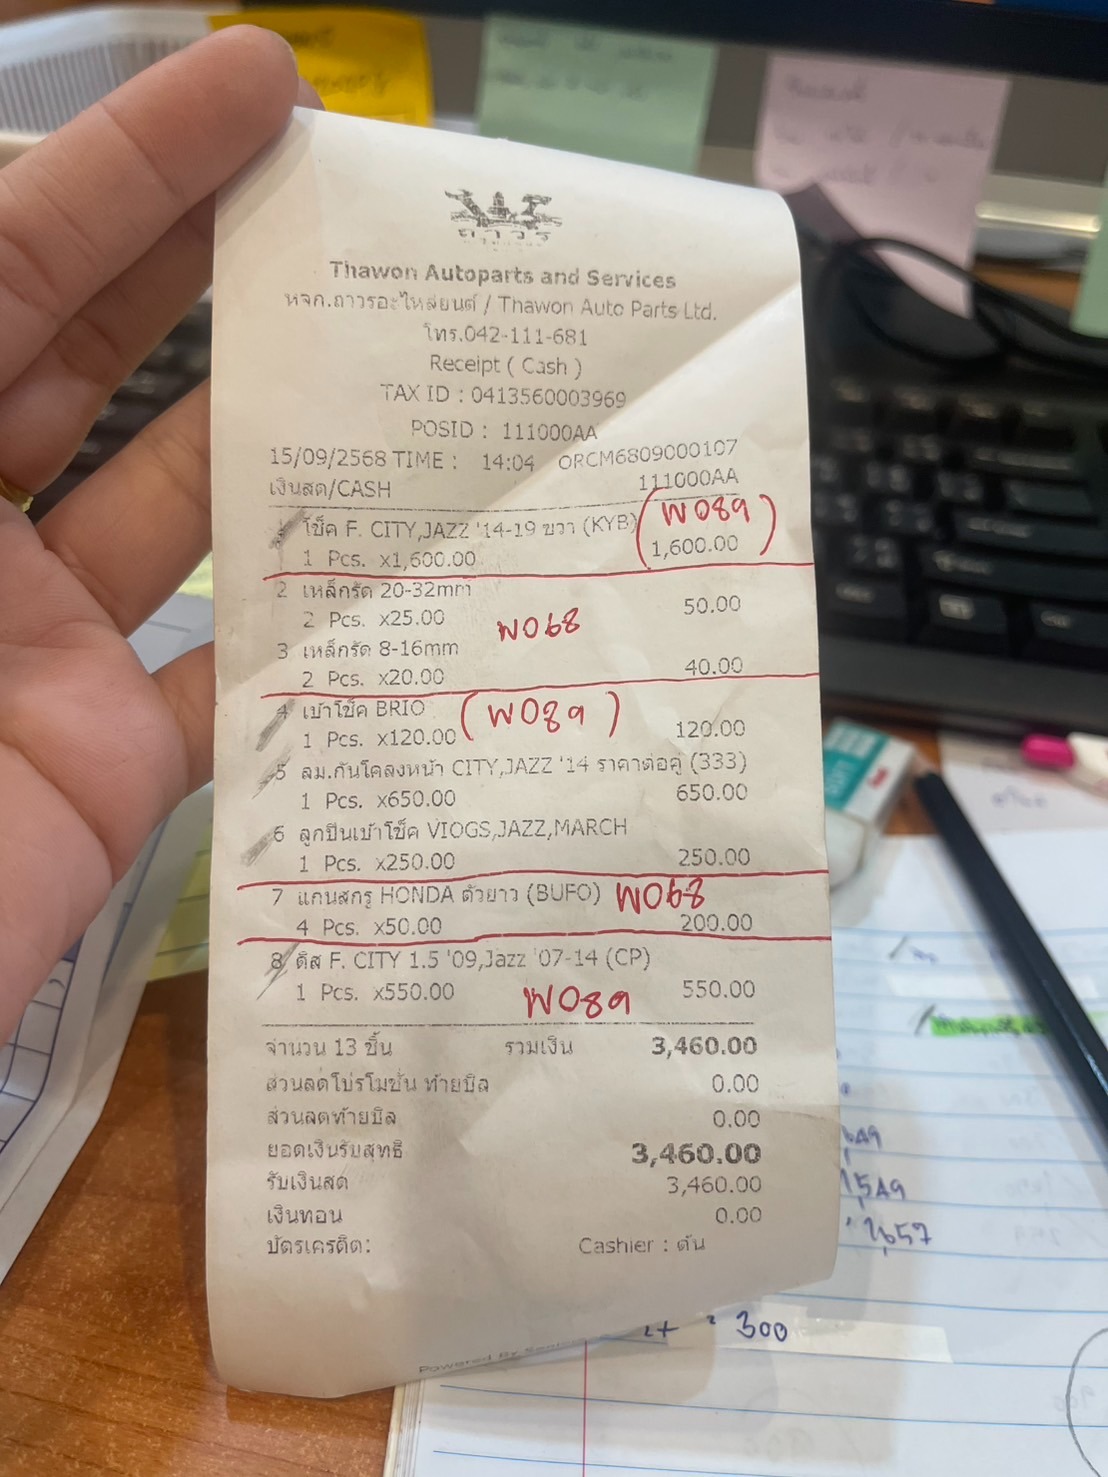 ถาวร
Thawon Autoparts and Services
หจก.ถาวรอะไหล่ยนต์ / Thawon Auto Parts Ltd.
โทร.042-111-681
Receipt ( Cash )
TAX ID : 0413560003969
POSID : 111000AA
15/09/2568 TIME : 14:04 ORCM6809000107
เงินสด/CASH 111000AA
โช็ค F. CITY,JAZZ '14-19 ขวา (KYB) (W089)
1 Pcs. x1,600.00 1,600.00
2 เหล็กรัด 20-32mm
2 Pcs. x25.00 50.00
W068
3 เหล็กรัด 8-16mm
2 Pcs. x20.00 40.00
4 เบ้าโช็ค BRIO (W089)
1 Pcs. x120.00 120.00
5 ลม.กันโคลงหน้า CITY,JAZZ '14 ราคาต่อคู่ (333)
1 Pcs. x650.00 650.00
6 ลูกปืนเบ้าโช็ค VIOGS,JAZZ,MARCH
1 Pcs. x250.00 250.00
7 แกนสกรู HONDA ตัวยาว (BUFO) W068
4 Pcs. x50.00 200.00
8 ดิส F. CITY 1.5 '09,Jazz '07-14 (CP)
1 Pcs. x550.00 W089 550.00
จำนวน 13 ชิ้น รวมเงิน 3,460.00
ส่วนลดโปรโมชั่น ท้ายบิล 0.00
ส่วนลดท้ายบิล 0.00
ยอดเงินรับสุทธิ 3,460.00
รับเงินสด 3,460.00
เงินทอน 0.00
บัตรเครดิต: Cashier : ต้น
Powered By
300